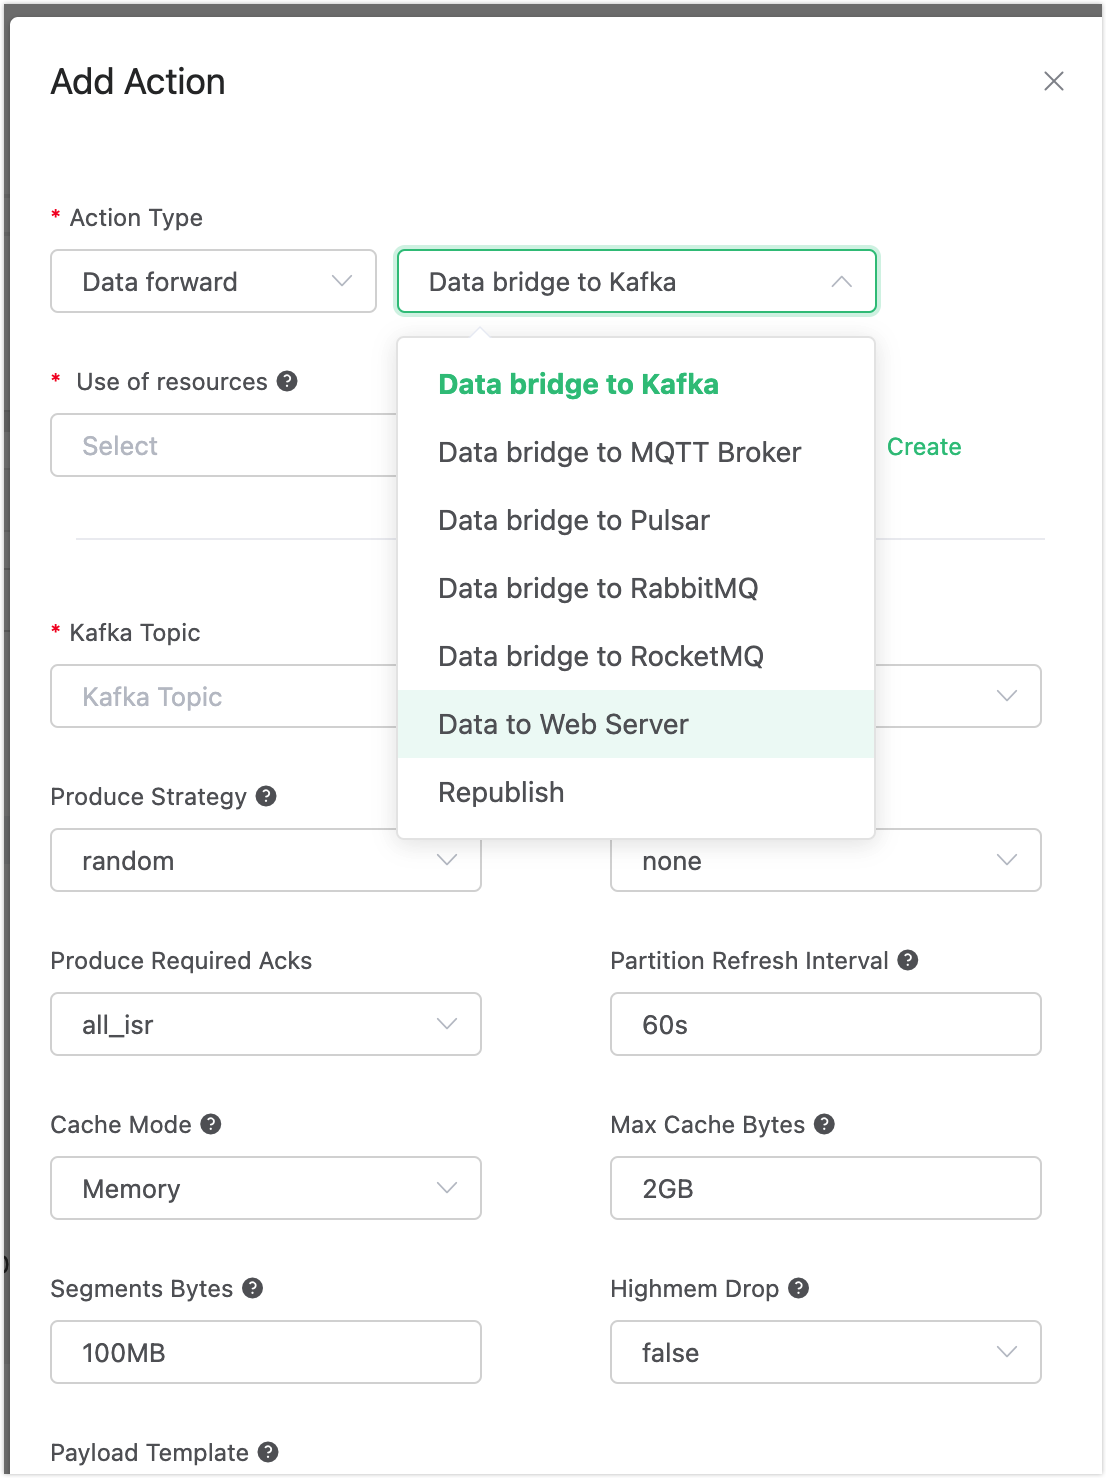 Add Action
* Action Type
Data forward
Data bridge to Kafka
Data bridge to Kafka
Data bridge to MQTT Broker
Data bridge to Pulsar
Data bridge to RabbitMQ
Data bridge to RocketMQ
Data to Web Server
Republish
* Use of resources ?
Select
Create
* Kafka Topic
Kafka Topic
Produce Strategy ?
random
none
Produce Required Acks
Partition Refresh Interval ?
all_isr
60s
Cache Mode ?
Max Cache Bytes ?
Memory
2GB
Segments Bytes ?
Highmem Drop ?
100MB
false
Payload Template ?